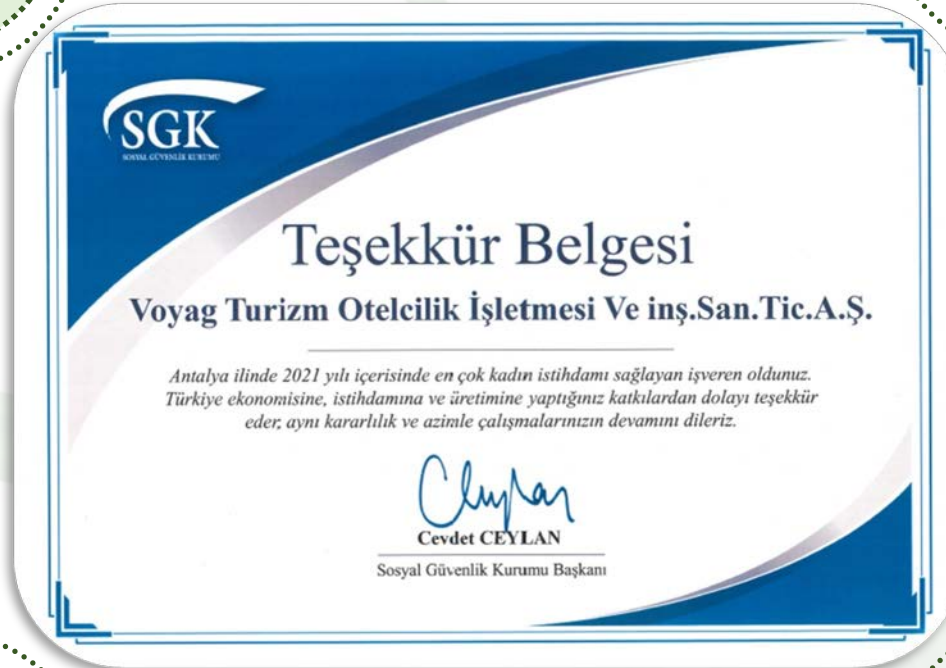 SGK
SOSYAL GÜVENLİK KURUMU
Teşekkür Belgesi
Voyag Turizm Otelcilik İşletmesi Ve inş.San.Tic.A.Ş.
Antalya ilinde 2021 yılı içerisinde en çok kadın istihdamı sağlayan işveren oldunuz.
Türkiye ekonomisine, istihdamına ve üretimine yaptığınız katkılardan dolayı teşekkür
eder, aynı kararlılık ve azimle çalışmalarınızın devamını dileriz.
Cevdet CEYLAN
Sosyal Güvenlik Kurumu Başkanı